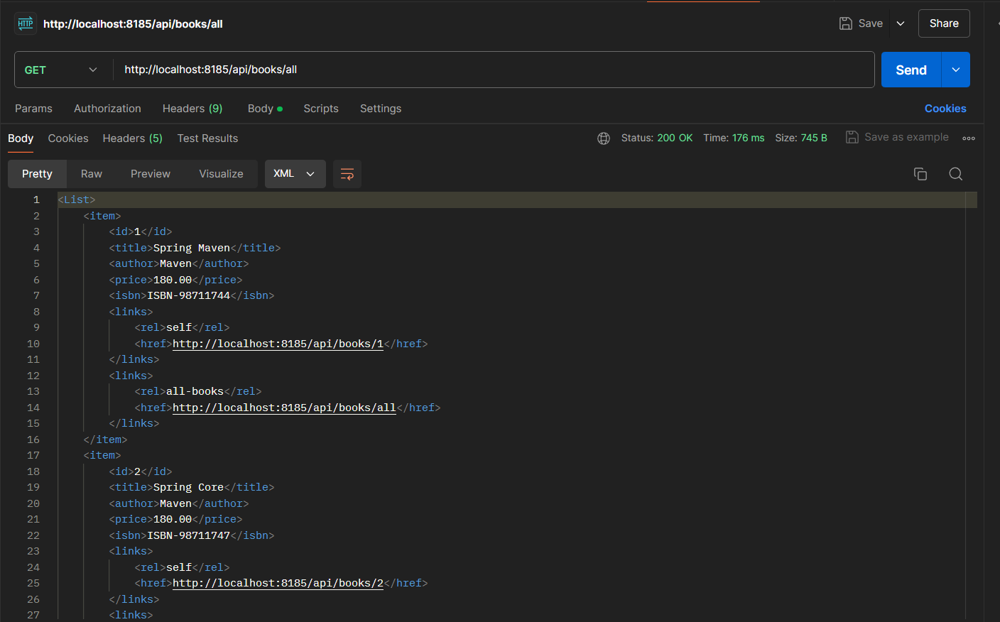 HTTP http://localhost:8185/api/books/all Save Share
GET http://localhost:8185/api/books/all Send
Params Authorization Headers (9) Body Scripts Settings Cookies
Body Cookies Headers (5) Test Results Status: 200 OK Time: 176 ms Size: 745 B Save as example
Pretty Raw Preview Visualize XML
1 <List>
2 <item>
3 <id>1</id>
4 <title>Spring Maven</title>
5 <author>Maven</author>
6 <price>180.00</price>
7 <isbn>ISBN-98711744</isbn>
8 <links>
9 <rel>self</rel>
10 <href>http://localhost:8185/api/books/1</href>
11 </links>
12 <links>
13 <rel>all-books</rel>
14 <href>http://localhost:8185/api/books/all</href>
15 </links>
16 </item>
17 <item>
18 <id>2</id>
19 <title>Spring Core</title>
20 <author>Maven</author>
21 <price>180.00</price>
22 <isbn>ISBN-98711747</isbn>
23 <links>
24 <rel>self</rel>
25 <href>http://localhost:8185/api/books/2</href>
26 </links>
27 <links>